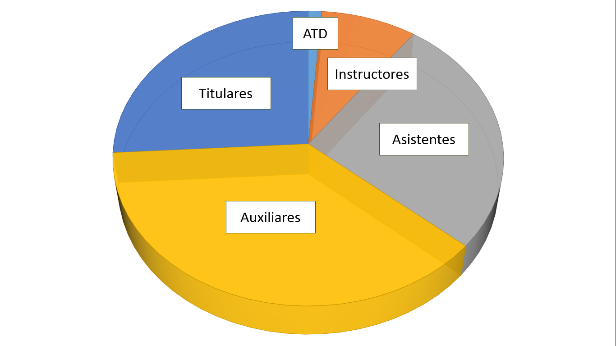 ATD
Instructores
Titulares
Asistentes
Auxiliares